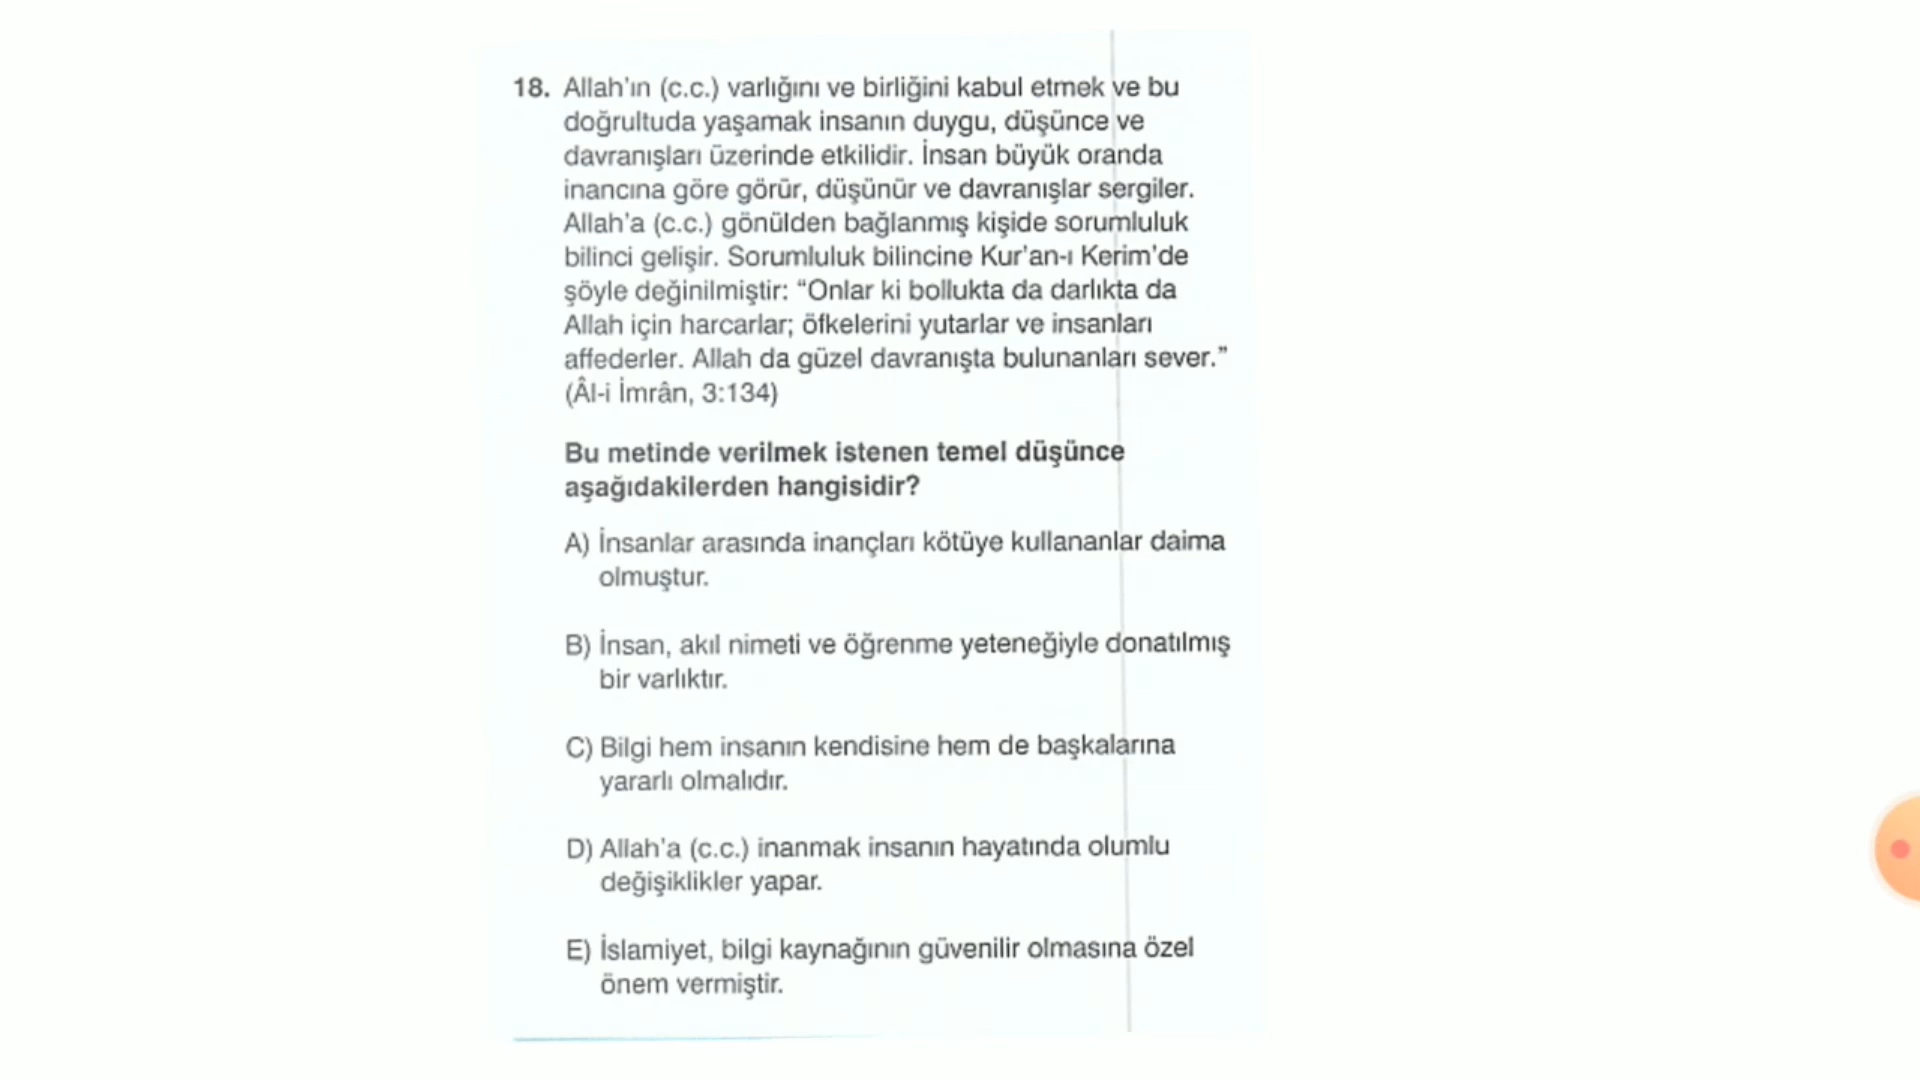 18. Allah'ın (c.c.) varlığını ve birliğini kabul etmek ve bu
doğrultuda yaşamak insanın duygu, düşünce ve
davranışları üzerinde etkilidir. İnsan büyük oranda
inancına göre görür, düşünür ve davranışlar sergiler.
Allah'a (c.c.) gönülden bağlanmış kişide sorumluluk
bilinci gelişir. Sorumluluk bilincine Kur'an-ı Kerim'de
şöyle değinilmiştir: “Onlar ki bollukta da darlıkta da
Allah için harcarlar; öfkelerini yutarlar ve insanları
affederler. Allah da güzel davranışta bulunanları sever.”
(Âl-i İmrân, 3:134)
Bu metinde verilmek istenen temel düşünce
aşağıdakilerden hangisidir?
A) İnsanlar arasında inançları kötüye kullananlar daima
olmuştur.
B) İnsan, akıl nimeti ve öğrenme yeteneğiyle donatılmış
bir varlıktır.
C) Bilgi hem insanın kendisine hem de başkalarına
yararlı olmalıdır.
D) Allah'a (c.c.) inanmak insanın hayatında olumlu
değişiklikler yapar.
E) İslamiyet, bilgi kaynağının güvenilir olmasına özel
önem vermiştir.